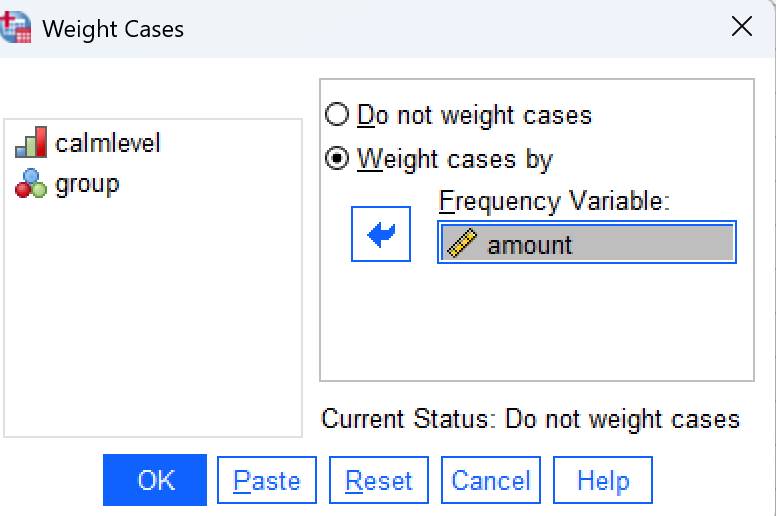 Weight Cases
calmlevel
group
Do not weight cases
Weight cases by
Frequency Variable:
amount
Current Status: Do not weight cases
OK Paste Reset Cancel Help